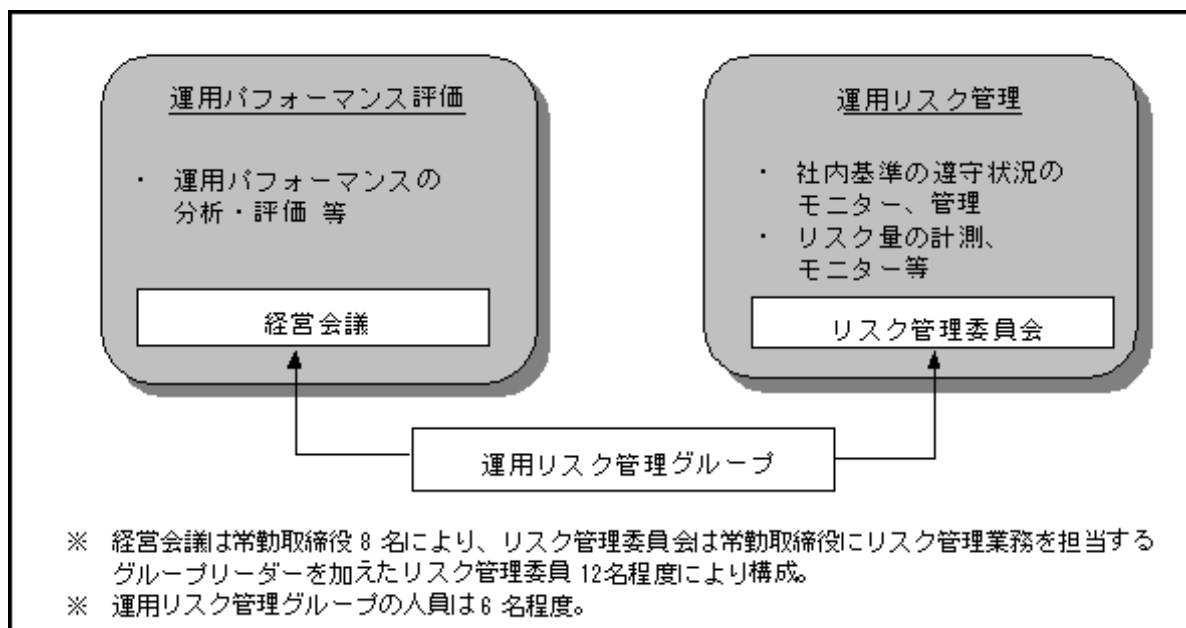 運用パフォーマンス評価
・ 運用パフォーマンスの
分析・評価 等
経営会議
運用リスク管理
・ 社内基準の遵守状況の
モニター、管理
・ リスク量の計測、
モニター等
リスク管理委員会
運用リスク管理グループ
※ 経営会議は常勤取締役 8 名により、リスク管理委員会は常勤取締役にリスク管理業務を担当する
グループリーダーを加えたリスク管理委員 12名程度により構成。
※ 運用リスク管理グループの人員は 6 名程度。